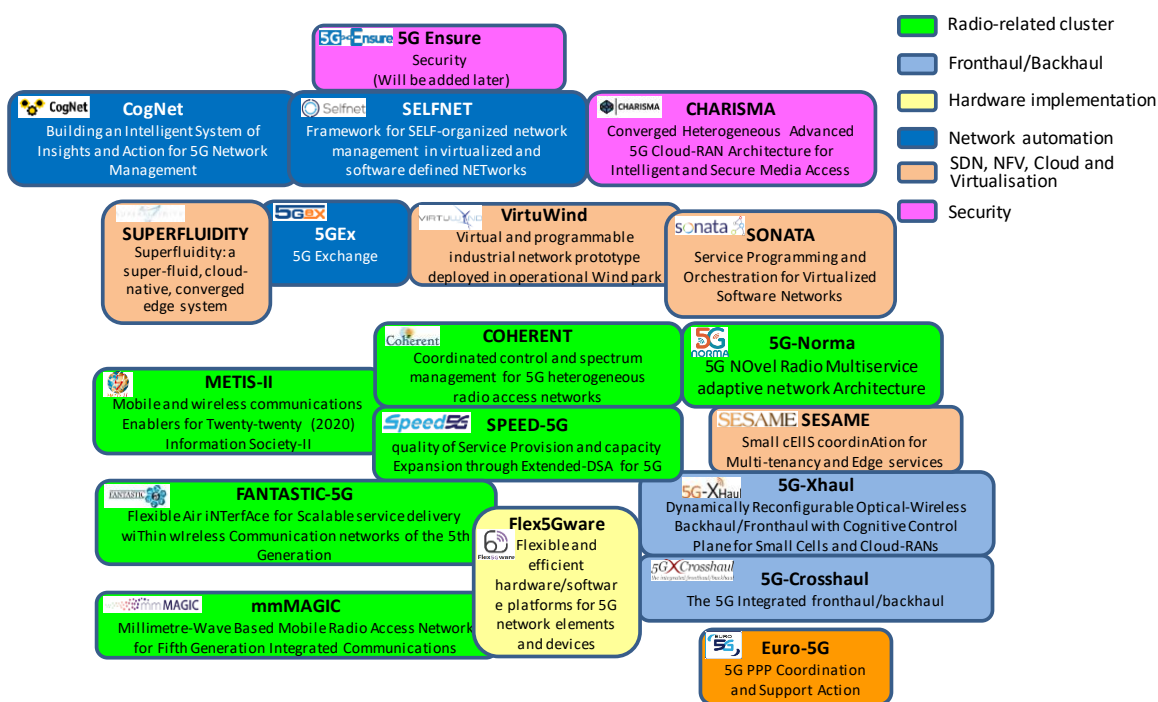 5G Ensure 5G Ensure
Security
(Will be added later)
CogNet CogNet
Building an Intelligent System of
Insights and Action for 5G Network
Management
Selfnet SELFNET
Framework for SELF-organized network
management in virtualized and
software defined NETworks
CHARISMA CHARISMA
Converged Heterogeneous Advanced
5G Cloud-RAN Architecture for
Intelligent and Secure Media Access
Radio-related cluster
Fronthaul/Backhaul
Hardware implementation
Network automation
SDN, NFV, Cloud and
Virtualisation
Security
SUPERFLUIDITY
Superfluidity: a
super-fluid, cloud-
native, converged
edge system
5GEx
5GEx
5G Exchange
VIRTUWIND VirtuWind
Virtual and programmable
industrial network prototype
deployed in operational Wind park
sonata
SONATA
Service Programming and
Orchestration for Virtualized
Software Networks
Coherent COHERENT
Coordinated control and spectrum
management for 5G heterogeneous
radio access networks
5G NORMA
5G-Norma
5G NOvel Radio Multiservice
adaptive network Architecture
METIS-II
Mobile and wireless communications
Enablers for Twenty-twenty (2020)
Information Society-II
Speed5G SPEED-5G
quality of Service Provision and capacity
Expansion through Extended-DSA for 5G
SESAME SESAME
Small cEllS coordinAtion for
Multi-tenancy and Edge services
FANTASTIC FANTASTIC-5G
Flexible Air iNTerfAce for Scalable service delivery
wiThin wIreless Communication networks of the 5th
Generation
5G-XHaul
5G-Xhaul
Dynamically Reconfigurable Optical-Wireless
Backhaul/Fronthaul with Cognitive Control
Plane for Small Cells and Cloud-RANs
Flex5Gware
Flex5Gware
Flexible and
efficient
hardware/softwar
e platforms for 5G
network elements
and devices
5GXCrosshaul
the integrated fronthaul/backhaul
5G-Crosshaul
The 5G Integrated fronthaul/backhaul
mmMAGIC mmMAGIC
Millimetre-Wave Based Mobile Radio Access Network
for Fifth Generation Integrated Communications
EURO 5G
Euro-5G
5G PPP Coordination
and Support Action